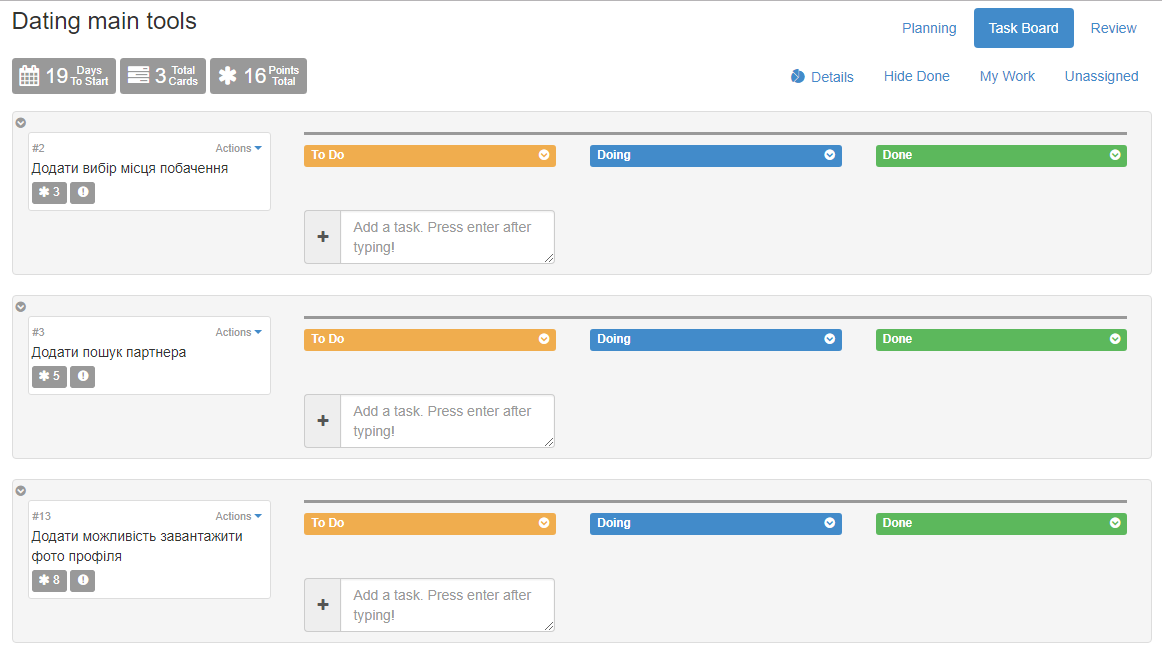 Dating main tools
Planning
Task Board
Review
19 Days To Start
3 Total Cards
16 Points Total
Details
Hide Done
My Work
Unassigned
#2
Actions
Додати вибір місця побачення
3
To Do
Doing
Done
Add a task. Press enter after
typing!
#3
Actions
Додати пошук партнера
5
To Do
Doing
Done
Add a task. Press enter after
typing!
#13
Actions
Додати можливість завантажити
фото профіля
8
To Do
Doing
Done
Add a task. Press enter after
typing!